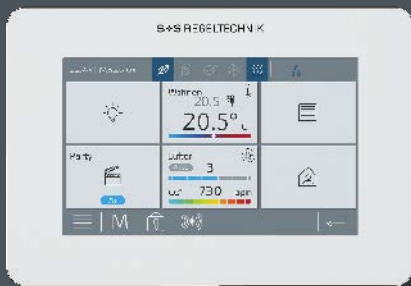 S+S REGELTECHNIK
Wohnen
20.5
20.5°c
Party
Lüfter
3
730 ppm
M